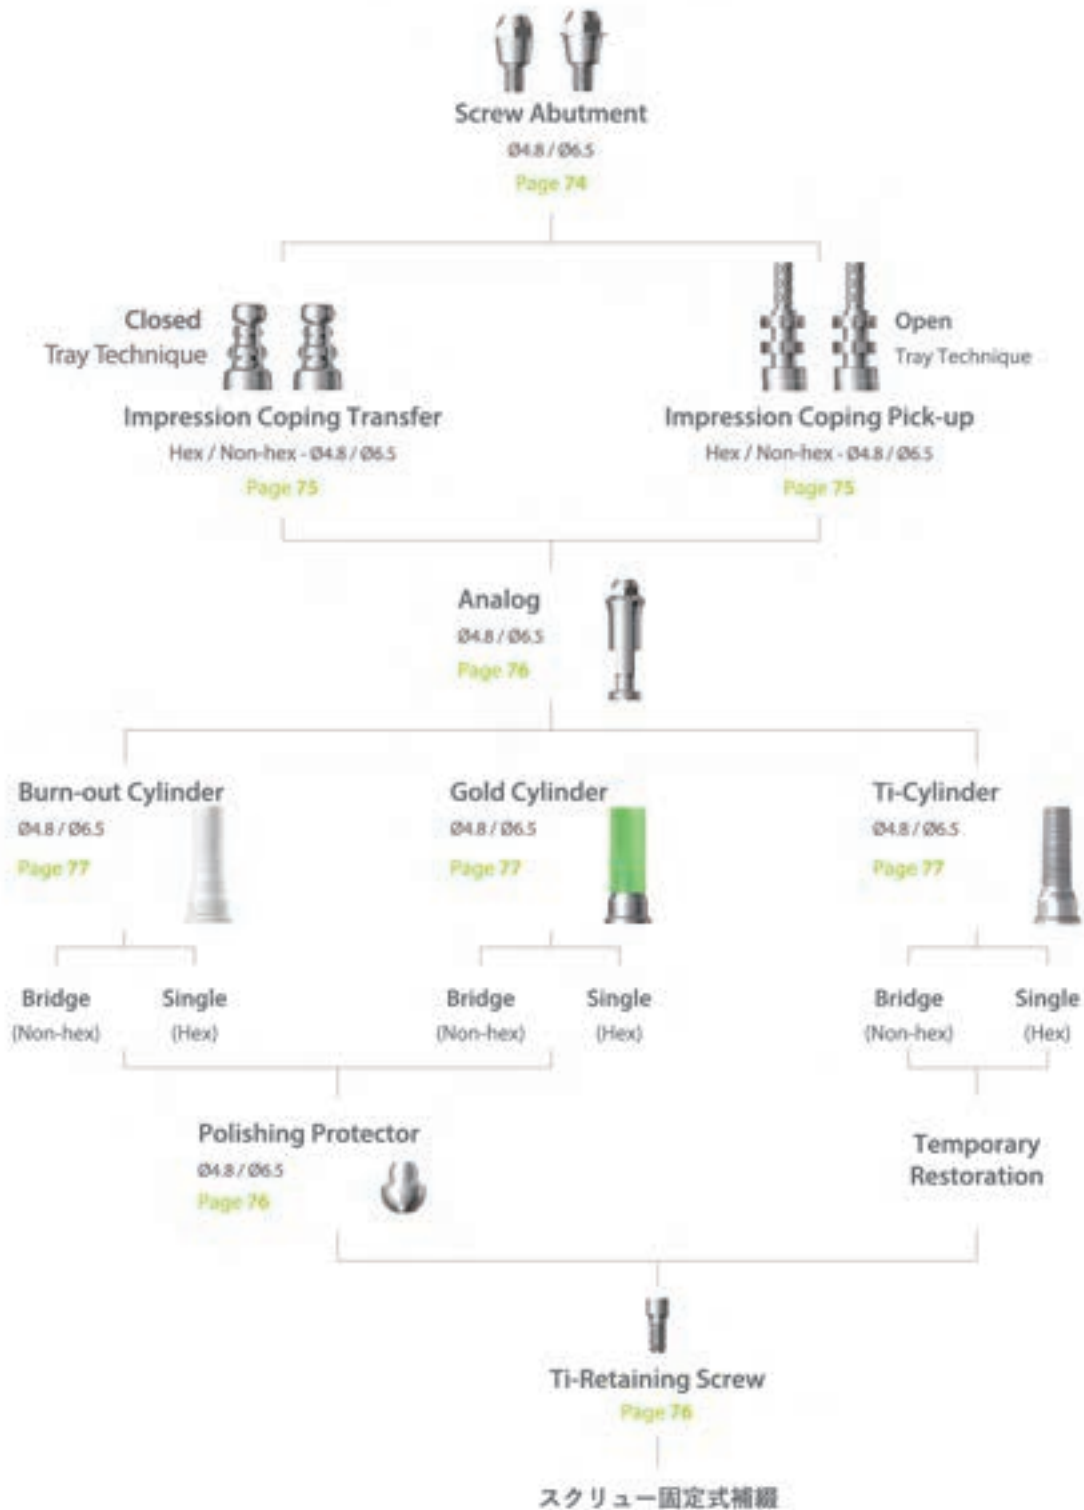 Screw Abutment
Ø4.8 / Ø6.5
Page 74
Closed
Tray Technique
Impression Coping Transfer
Hex / Non-hex - Ø4.8 / Ø6.5
Page 75
Open
Tray Technique
Impression Coping Pick-up
Hex / Non-hex - Ø4.8 / Ø6.5
Page 75
Analog
Ø4.8 / Ø6.5
Page 76
Burn-out Cylinder
Ø4.8 / Ø6.5
Page 77
Gold Cylinder
Ø4.8 / Ø6.5
Page 77
Ti-Cylinder
Ø4.8 / Ø6.5
Page 77
Bridge
(Non-hex)
Single
(Hex)
Bridge
(Non-hex)
Single
(Hex)
Bridge
(Non-hex)
Single
(Hex)
Polishing Protector
Ø4.8 / Ø6.5
Page 76
Temporary
Restoration
Ti-Retaining Screw
Page 76
スクリュー固定式補綴